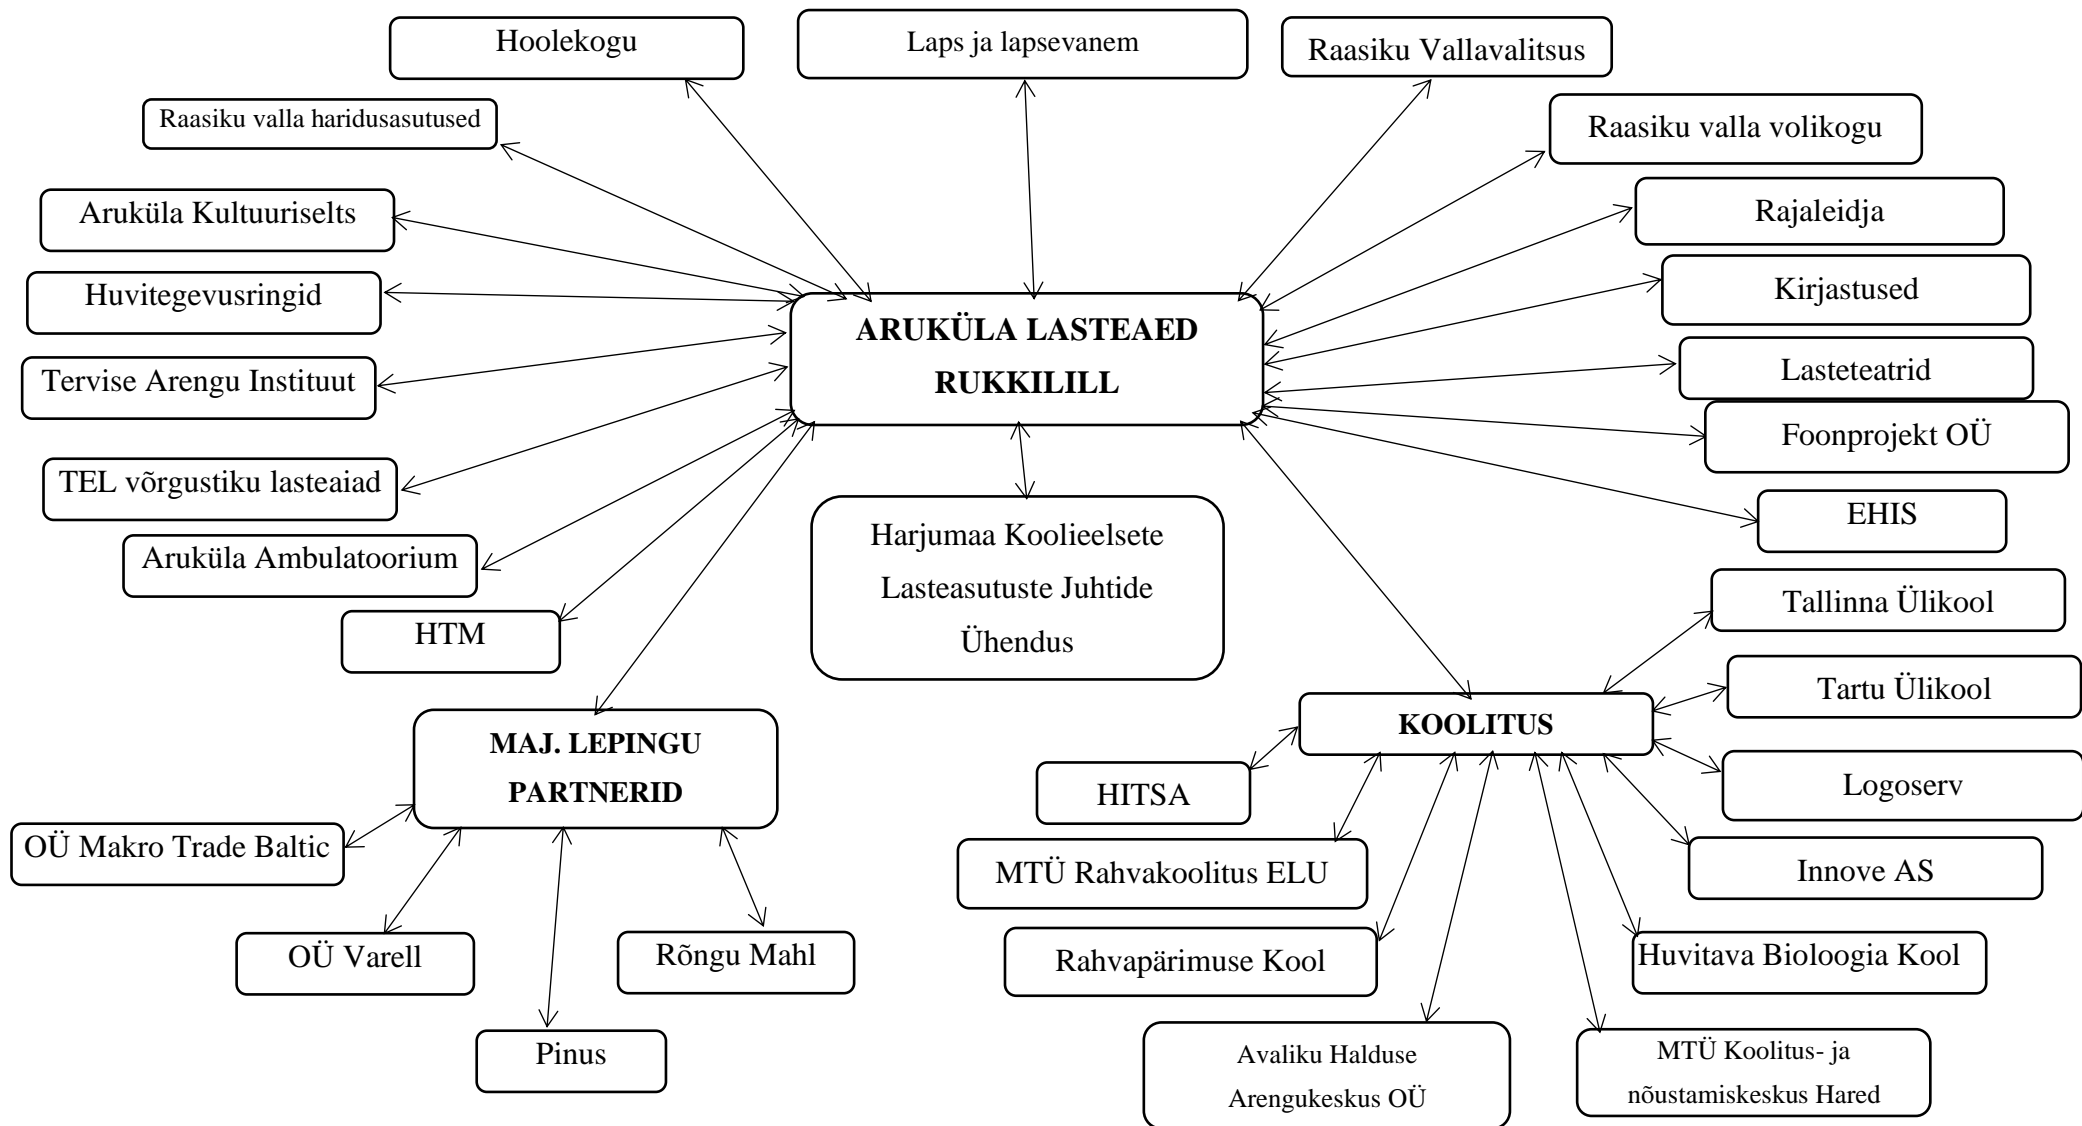 Hoolekogu
Laps ja lapsevanem
Raasiku Vallavalitsus
Raasiku valla haridusasutused
Raasiku valla volikogu
Aruküla Kultuuriselts
Rajaleidja
Huvitegevusringid
Kirjastused
ARUKÜLA LASTEAED
RUKKILILL
Tervise Arengu Instituut
Lasteteatrid
Foonprojekt OÜ
TEL võrgustiku lasteaiad
EHIS
Harjumaa Koolieelsete
Lasteasutuste Juhtide
Ühendus
Aruküla Ambulatoorium
Tallinna Ülikool
HTM
Tartu Ülikool
MAJ. LEPINGU
PARTNERID
KOOLITUS
HITSA
Logoserv
OÜ Makro Trade Baltic
MTÜ Rahvakoolitus ELU
Innove AS
OÜ Varell
Rõngu Mahl
Rahvapärimuse Kool
Huvitava Bioloogia Kool
Pinus
Avaliku Halduse
Arengukeskus OÜ
MTÜ Koolitus- ja
nõustamiskeskus Hared